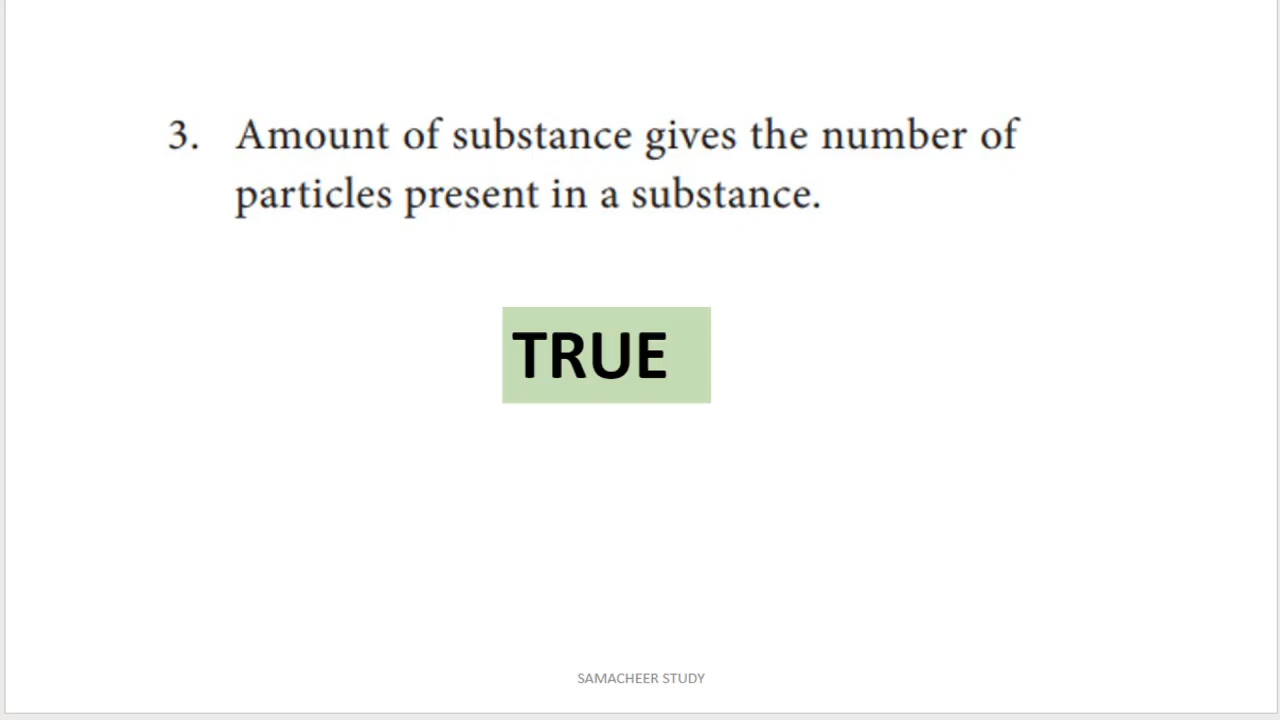 3. Amount of substance gives the number of
particles present in a substance.
TRUE
SAMACHEER STUDY